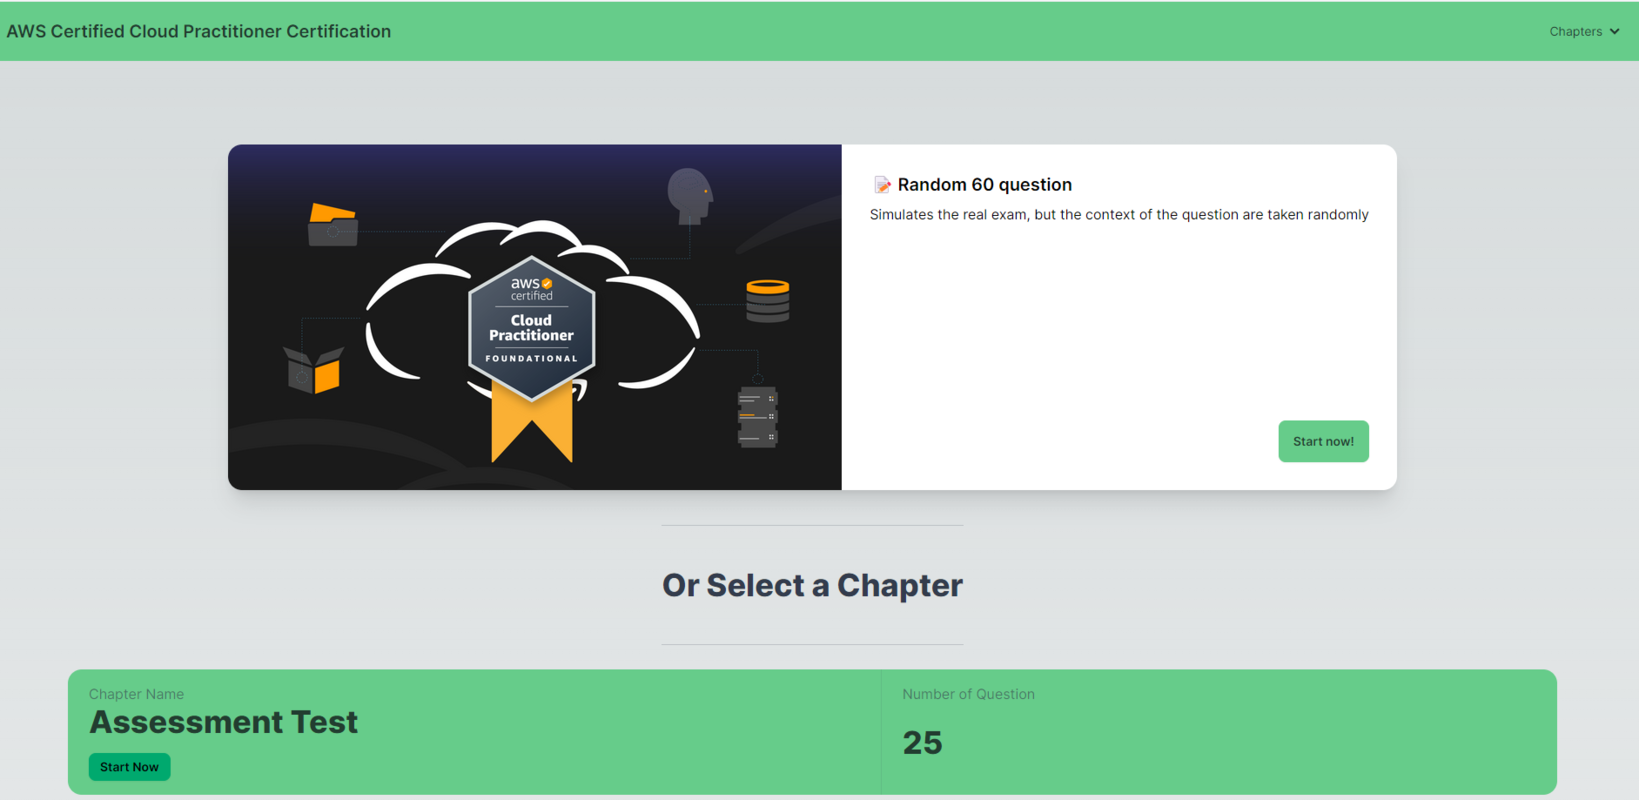 AWS Certified Cloud Practitioner Certification
Chapters
aws
certified
Cloud
Practitioner
FOUNDATIONAL
📝 Random 60 question
Simulates the real exam, but the context of the question are taken randomly
Start now!
Or Select a Chapter
Chapter Name
Assessment Test
Start Now
Number of Question
25